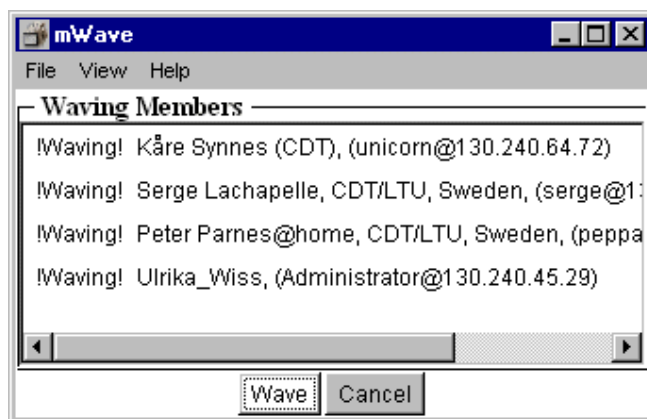 mWave
File View Help
Waving Members
!Waving! Kåre Synnes (CDT), (unicorn@130.240.64.72)
!Waving! Serge Lachapelle, CDT/LTU, Sweden, (serge@13
!Waving! Peter Parnes@home, CDT/LTU, Sweden, (peppa
!Waving! Ulrika_Wiss, (Administrator@130.240.45.29)
Wave Cancel